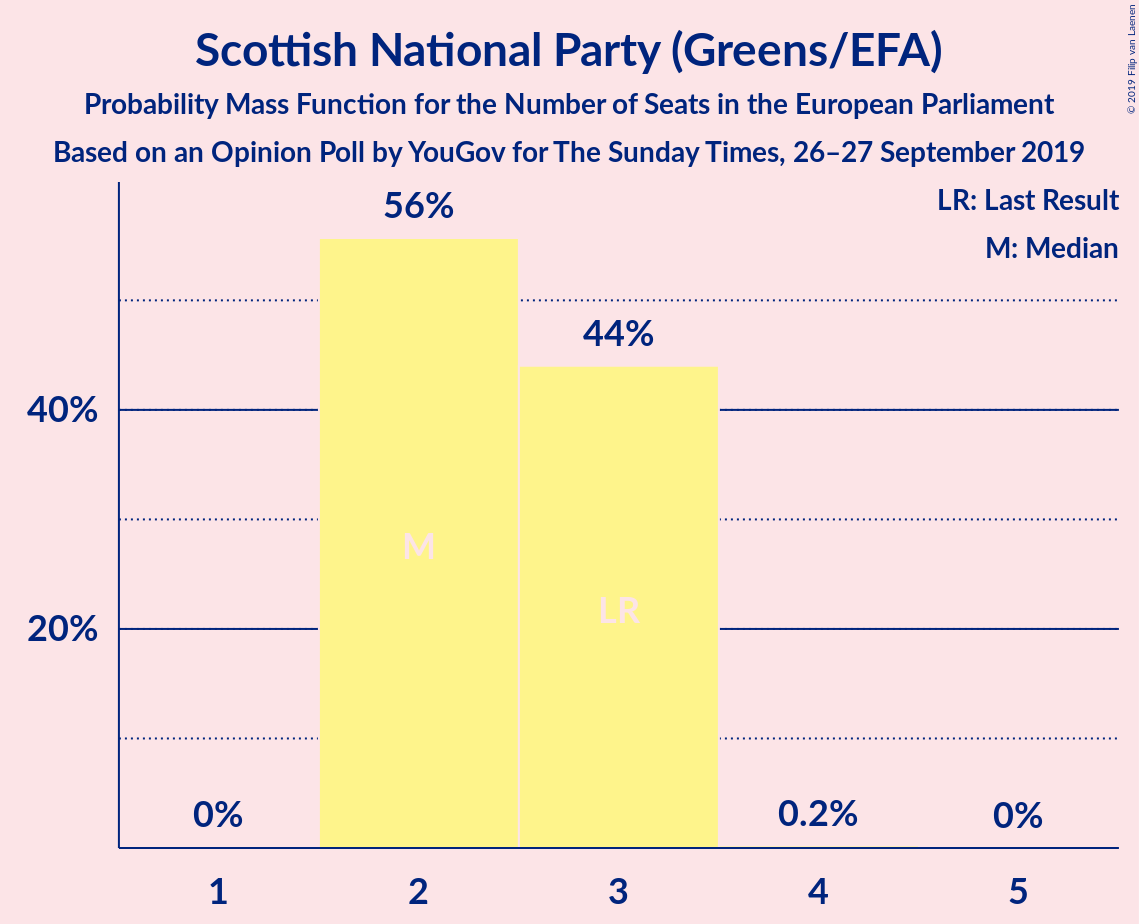 Scottish National Party (Greens/EFA)
Probability Mass Function for the Number of Seats in the European Parliament
Based on an Opinion Poll by YouGov for The Sunday Times, 26–27 September 2019
© 2019 Filip van Laenen
LR: Last Result
M: Median
56%
44%
40%
M
LR
20%
0%
0.2%
0%
1 2 3 4 5